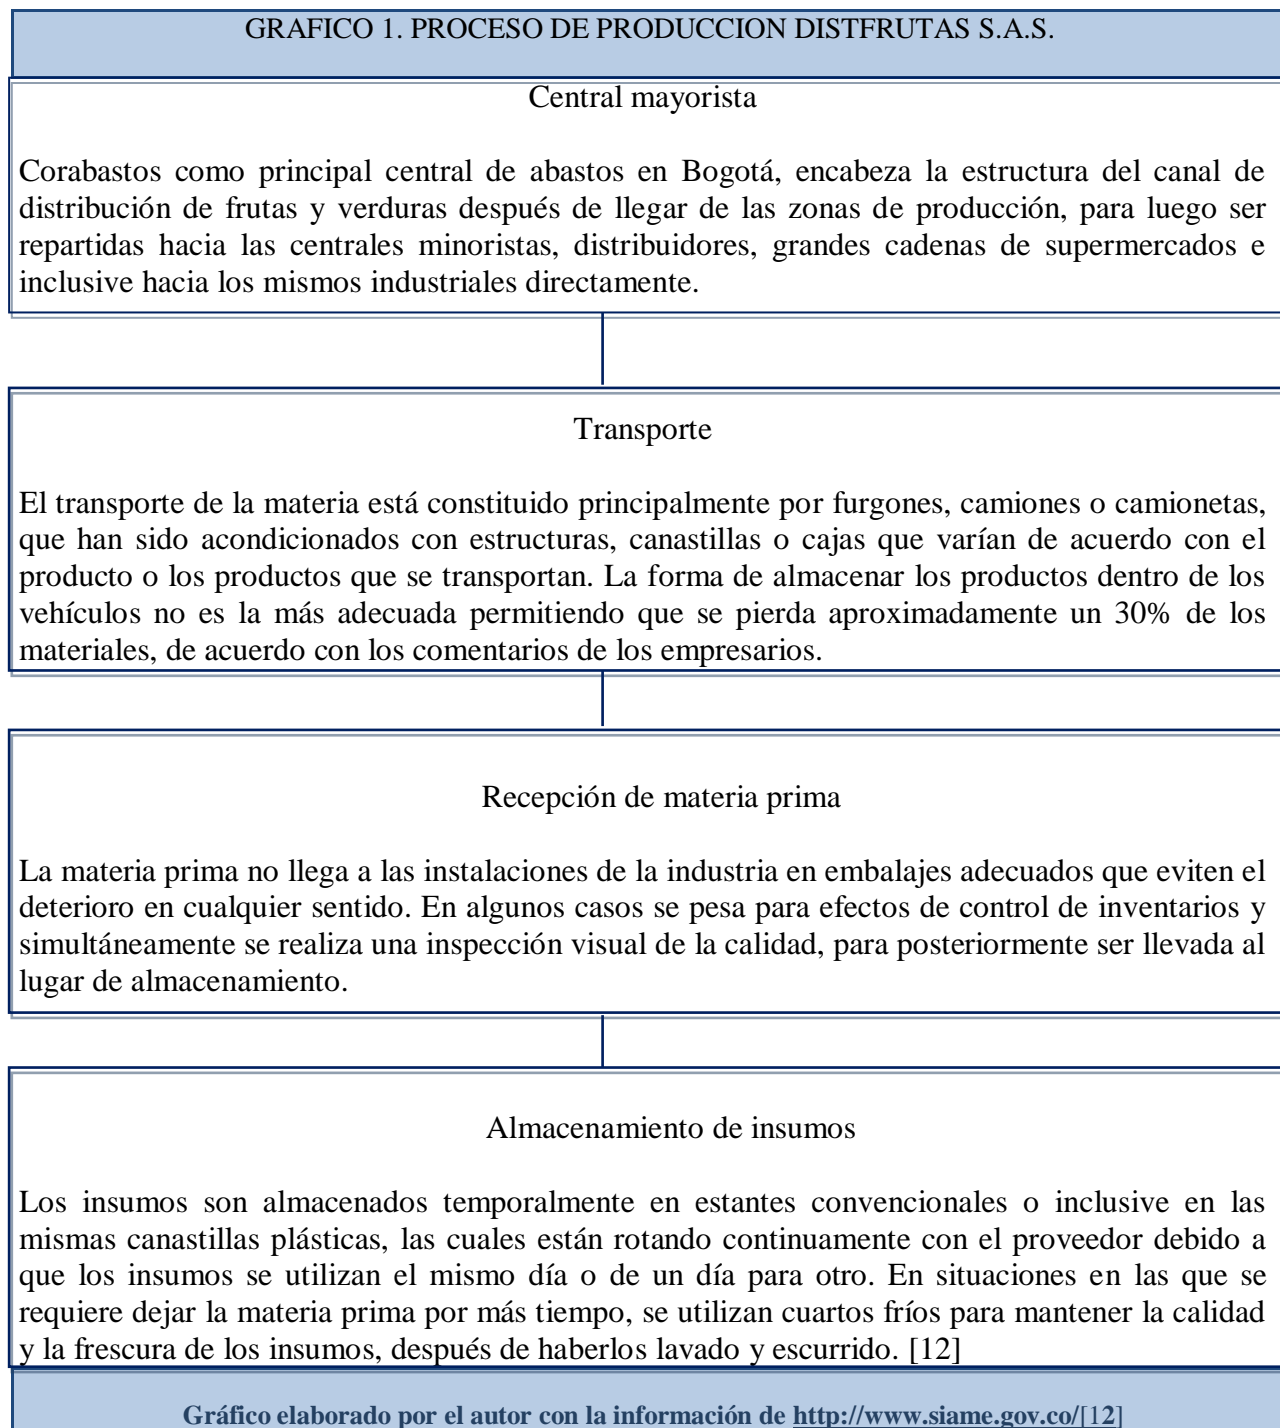 GRAFICO 1. PROCESO DE PRODUCCION DISTFRUTAS S.A.S.
Central mayorista
Corabastos como principal central de abastos en Bogotá, encabeza la estructura del canal de
distribución de frutas y verduras después de llegar de las zonas de producción, para luego ser
repartidas hacia las centrales minoristas, distribuidores, grandes cadenas de supermercados e
inclusive hacia los mismos industriales directamente.
Transporte
El transporte de la materia está constituido principalmente por furgones, camiones o camionetas,
que han sido acondicionados con estructuras, canastillas o cajas que varían de acuerdo con el
producto o los productos que se transportan. La forma de almacenar los productos dentro de los
vehículos no es la más adecuada permitiendo que se pierda aproximadamente un 30% de los
materiales, de acuerdo con los comentarios de los empresarios.
Recepción de materia prima
La materia prima no llega a las instalaciones de la industria en embalajes adecuados que eviten el
deterioro en cualquier sentido. En algunos casos se pesa para efectos de control de inventarios y
simultáneamente se realiza una inspección visual de la calidad, para posteriormente ser llevada al
lugar de almacenamiento.
Almacenamiento de insumos
Los insumos son almacenados temporalmente en estantes convencionales o inclusive en las
mismas canastillas plásticas, las cuales están rotando continuamente con el proveedor debido a
que los insumos se utilizan el mismo día o de un día para otro. En situaciones en las que se
requiere dejar la materia prima por más tiempo, se utilizan cuartos fríos para mantener la calidad
y la frescura de los insumos, después de haberlos lavado y escurrido. [12]
Gráfico elaborado por el autor con la información de http://www.siame.gov.co/[12]